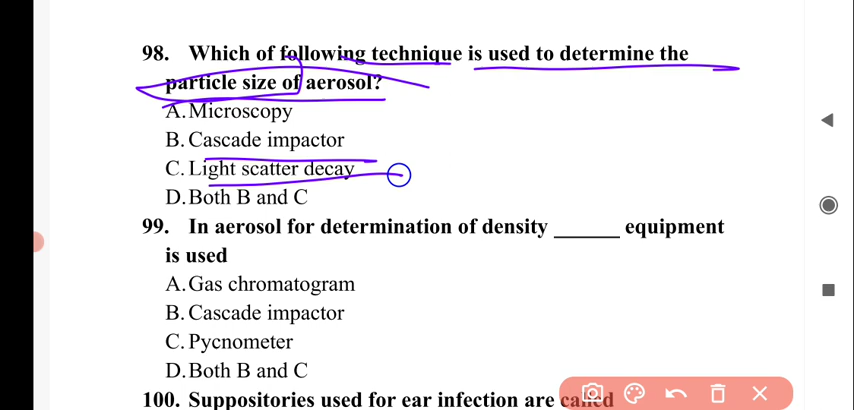 98. Which of following technique is used to determine the
particle size of aerosol?
A. Microscopy
B. Cascade impactor
C. Light scatter decay
D. Both B and C
99. In aerosol for determination of density ______ equipment
is used
A. Gas chromatogram
B. Cascade impactor
C. Pycnometer
D. Both B and C
100. Suppositories used for ear infection are called